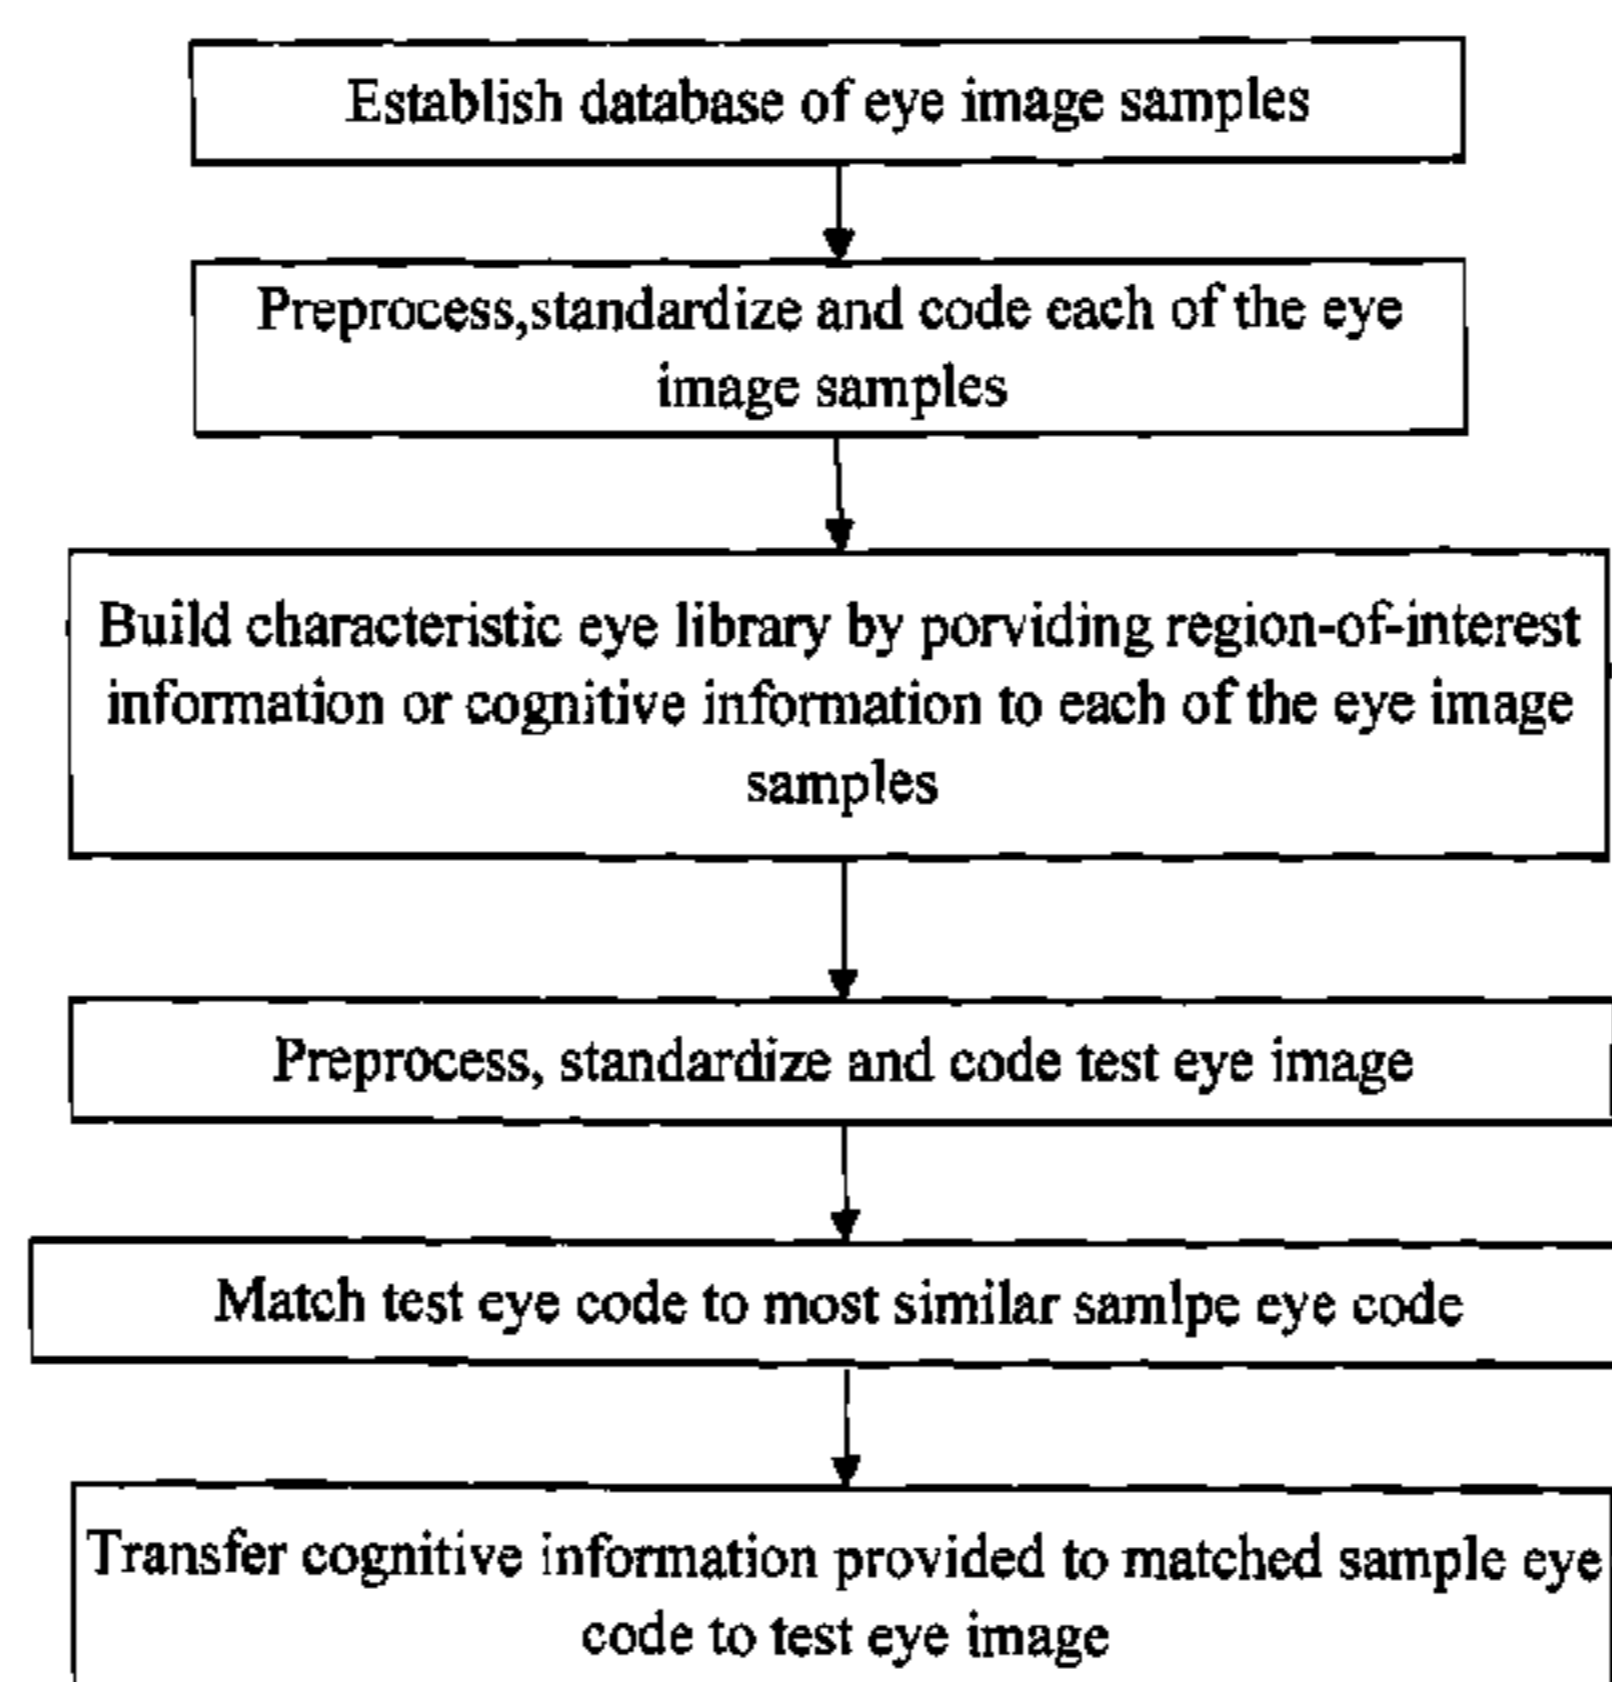 Establish database of eye image samples
Preprocess,standardize and code each of the eye
image samples
Build characteristic eye library by porviding region-of-interest
information or cognitive information to each of the eye image
samples
Preprocess, standardize and code test eye image
Match test eye code to most similar samlpe eye code
Transfer cognitive information provided to matched sample eye
code to test eye image